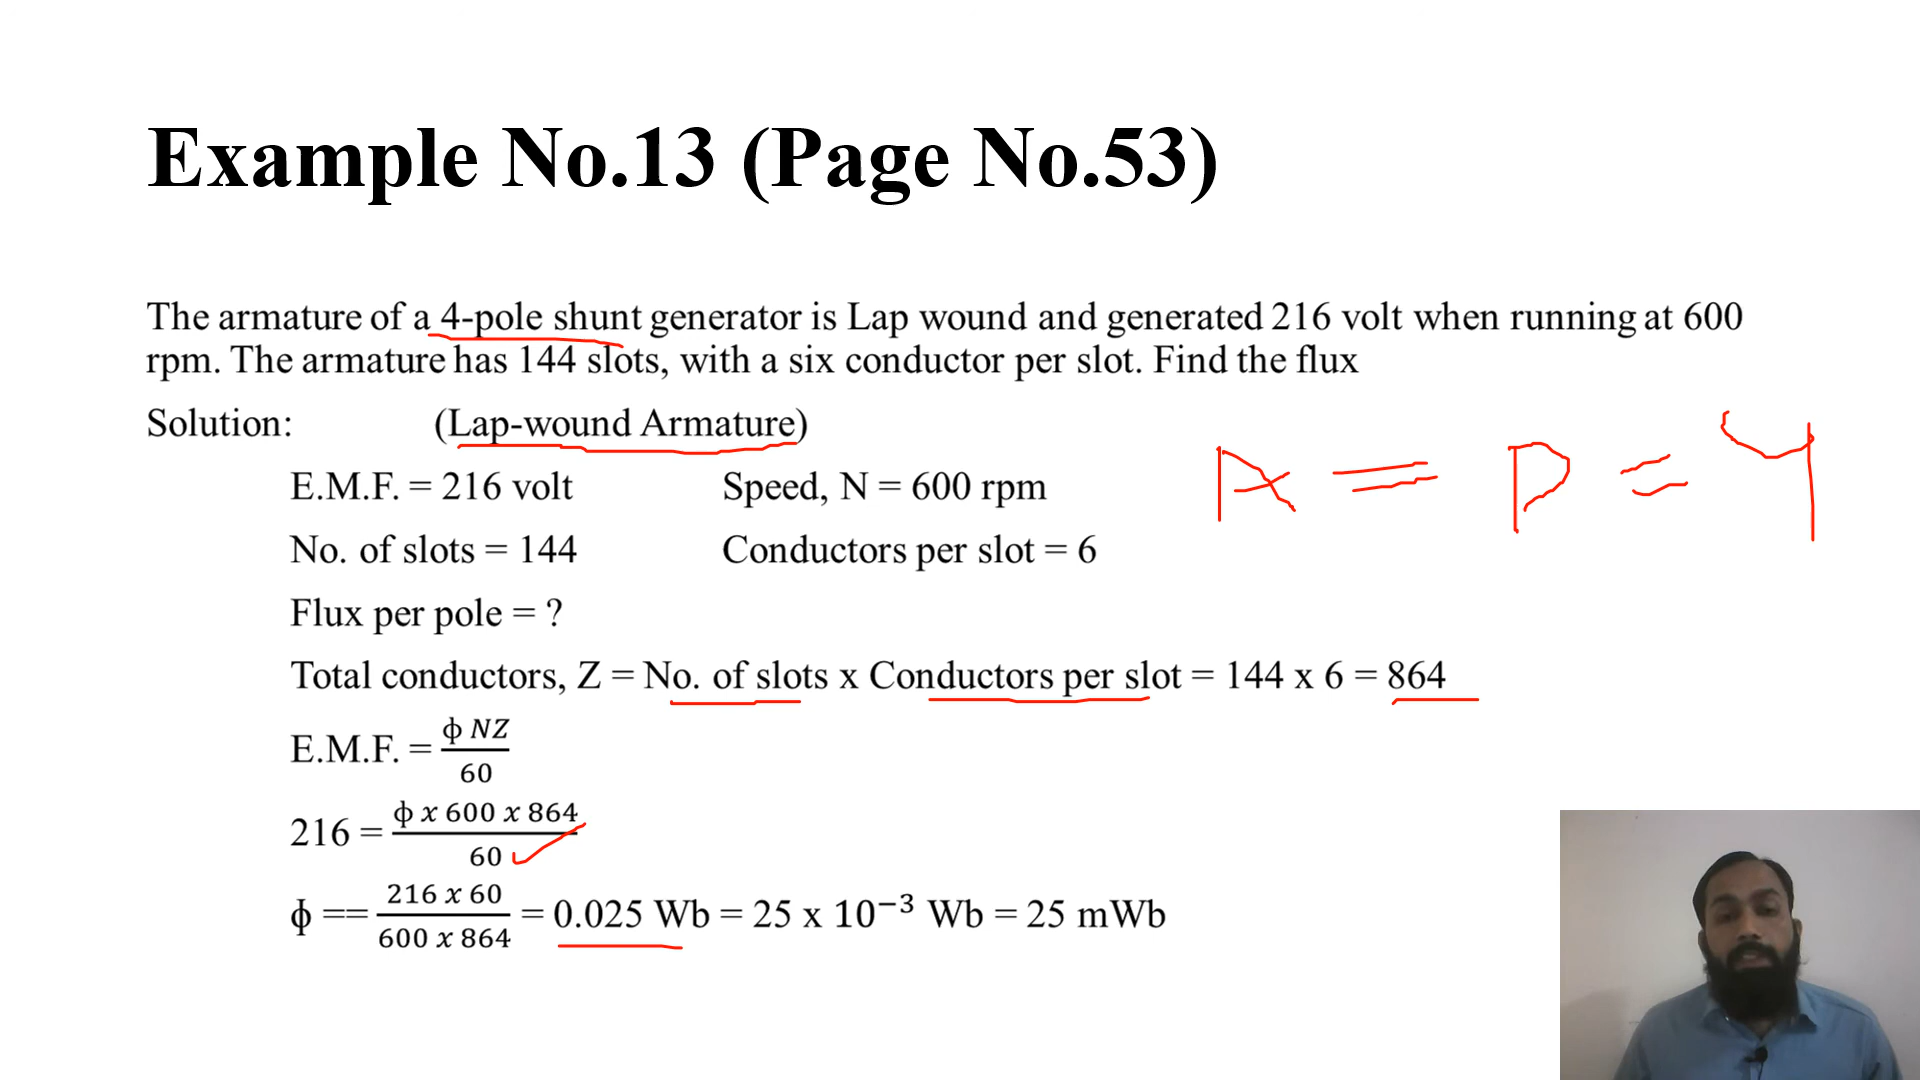 Example No.13 (Page No.53)
The armature of a 4-pole shunt generator is Lap wound and generated 216 volt when running at 600
rpm. The armature has 144 slots, with a six conductor per slot. Find the flux
Solution: (Lap-wound Armature)
A = P = 4
E.M.F. = 216 volt Speed, N = 600 rpm
No. of slots = 144 Conductors per slot = 6
Flux per pole = ?
Total conductors, Z = No. of slots x Conductors per slot = 144 x 6 = 864
E.M.F. = ϕ NZ / 60
216 = ϕ x 600 x 864 / 60
ϕ == 216 x 60 / 600 x 864 = 0.025 Wb = 25 x 10⁻³ Wb = 25 mWb